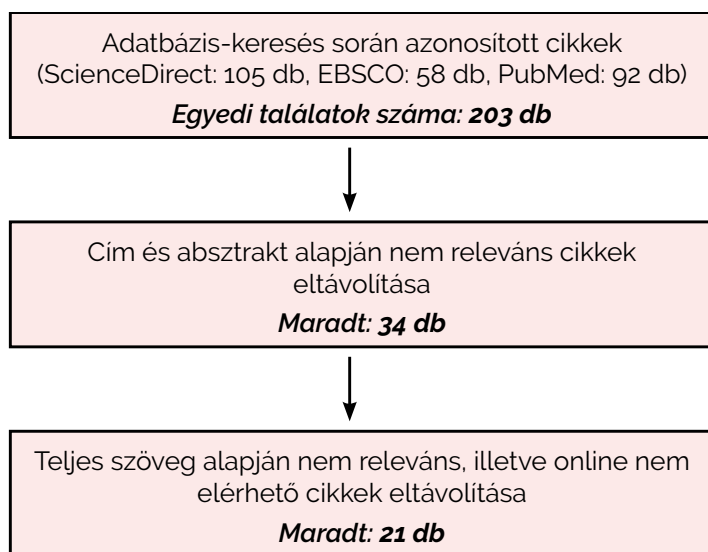 Adatbázis-keresés során azonosított cikkek
(ScienceDirect: 105 db, EBSCO: 58 db, PubMed: 92 db)
Egyedi találatok száma: 203 db
Cím és absztrakt alapján nem releváns cikkek
eltávolítása
Maradt: 34 db
Teljes szöveg alapján nem releváns, illetve online nem
elérhető cikkek eltávolítása
Maradt: 21 db